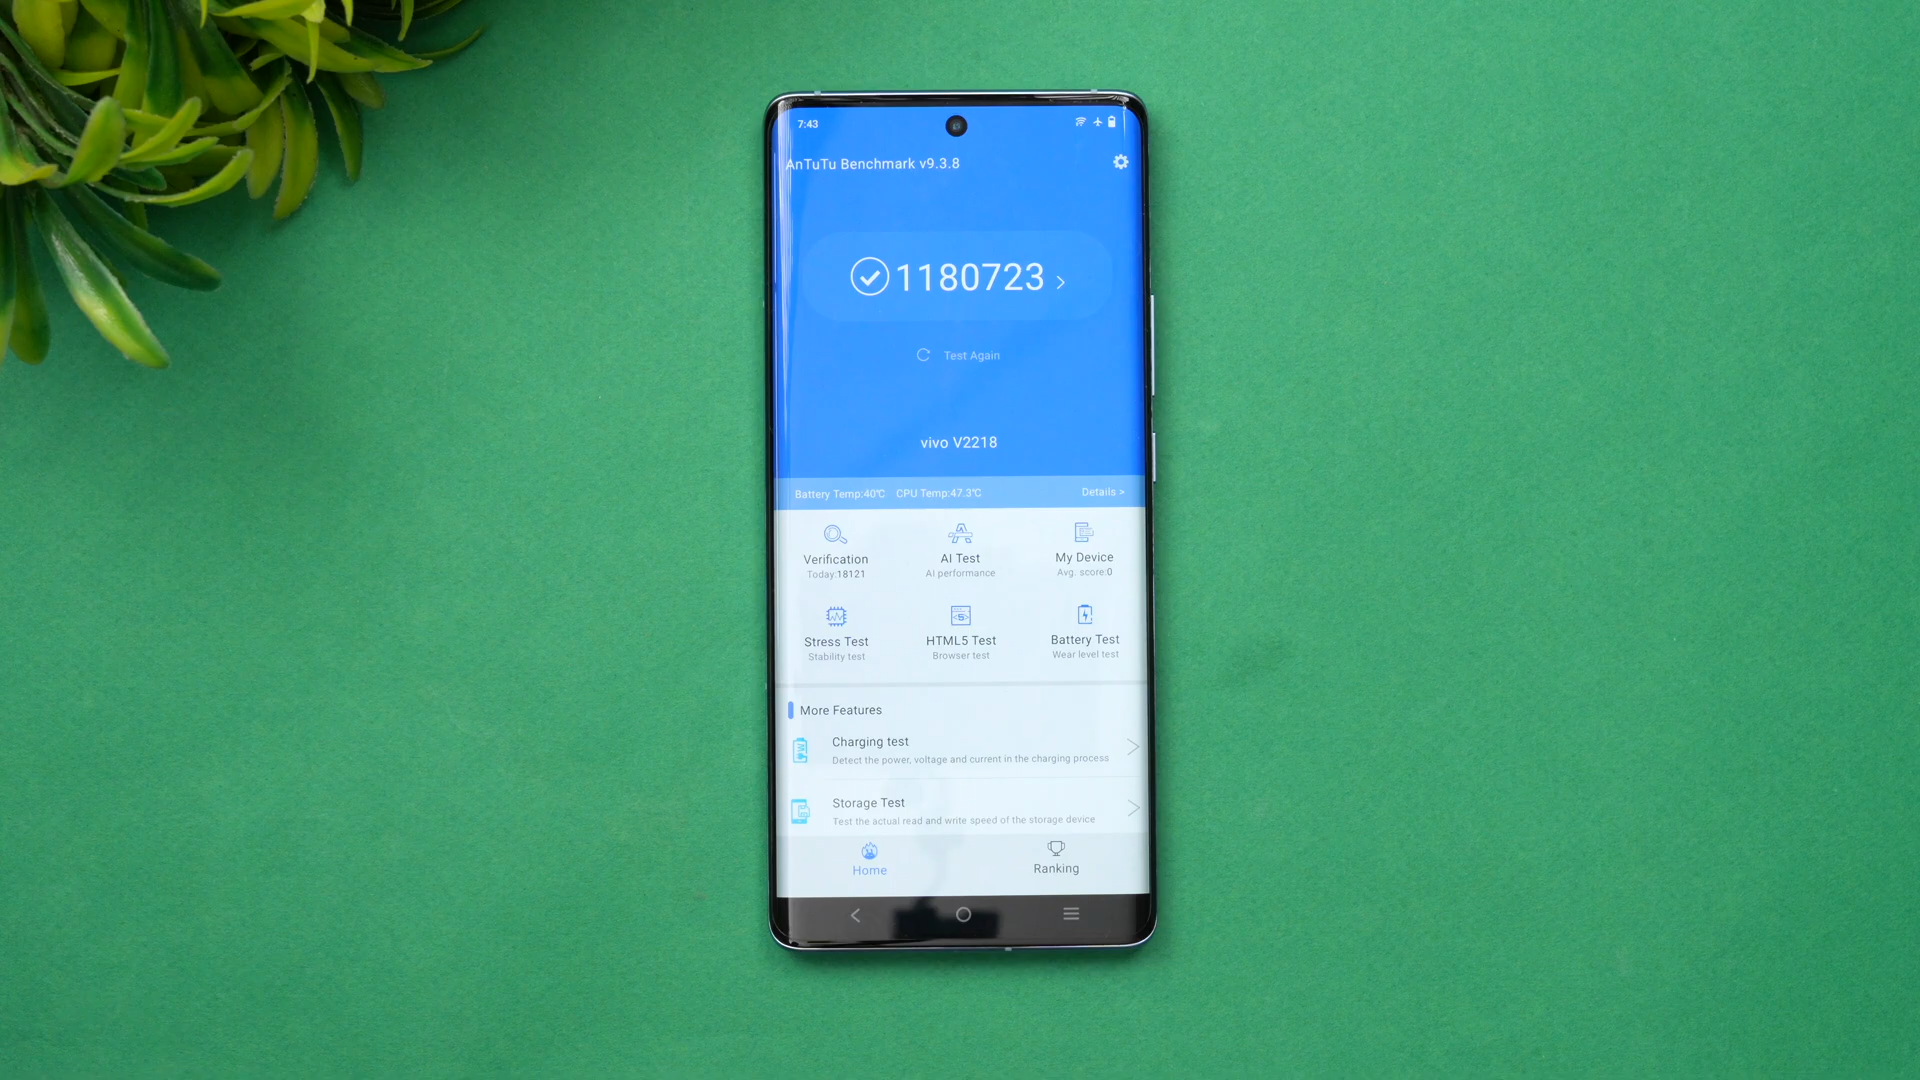 7:43
AnTuTu Benchmark v9.3.8
1180723 >
Test Again
vivo V2218
Battery Temp:40℃ CPU Temp:47.3℃ Details >
Verification AI Test My Device
Today:18121 AI performance Avg. score:0
Stress Test HTML5 Test Battery Test
Stability test Browser test Wear level test
More Features
Charging test
Detect the power, voltage and current in the charging process
Storage Test
Test the actual read and write speed of the storage device
Home Ranking